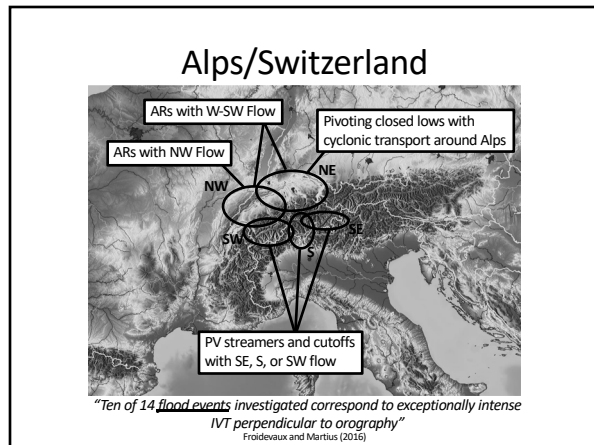 Alps/Switzerland
ARs with W-SW Flow
Pivoting closed lows with
cyclonic transport around Alps
ARs with NW Flow
NW
NE
SW
S
SE
PV streamers and cutoffs
with SE, S, or SW flow
“Ten of 14 flood events investigated correspond to exceptionally intense
IVT perpendicular to orography”
Froidevaux and Martius (2016)